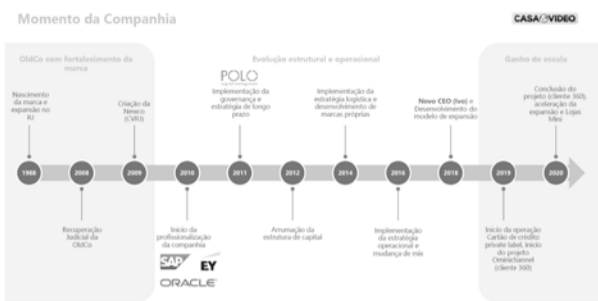 Momento da Companhia
CASA&VIDEO
OldCo com fortalecimento da
marca
Evolução estrutural e operacional
Ganho de escala
Nascimento
da marca e
expansão no
RJ
Criação da
Newco
(CVRJ)
POLO
Implementação da
governança e
estratégia de longo
prazo
Implementação da
estratégia logística e
desenvolvimento de
marcas próprias
Novo CEO (Ivo) e
Desenvolvimento do
modelo de expansão
Conclusão do
projeto (cliente 360),
aceleração da
expansão e Lojas
Mini
1988
2008
2009
2010
2011
2012
2014
2016
2018
2019
2020
Recuperação
Judicial da
OldCo
Início da
profissionalização
da companhia
SAP
EY
ORACLE
Arrumação da
estrutura de capital
Implementação
da estratégia
operacional e
mudança de mix
Início da operação
Cartão de crédito
private label, início
do projeto
Ominichannel
(cliente 360)